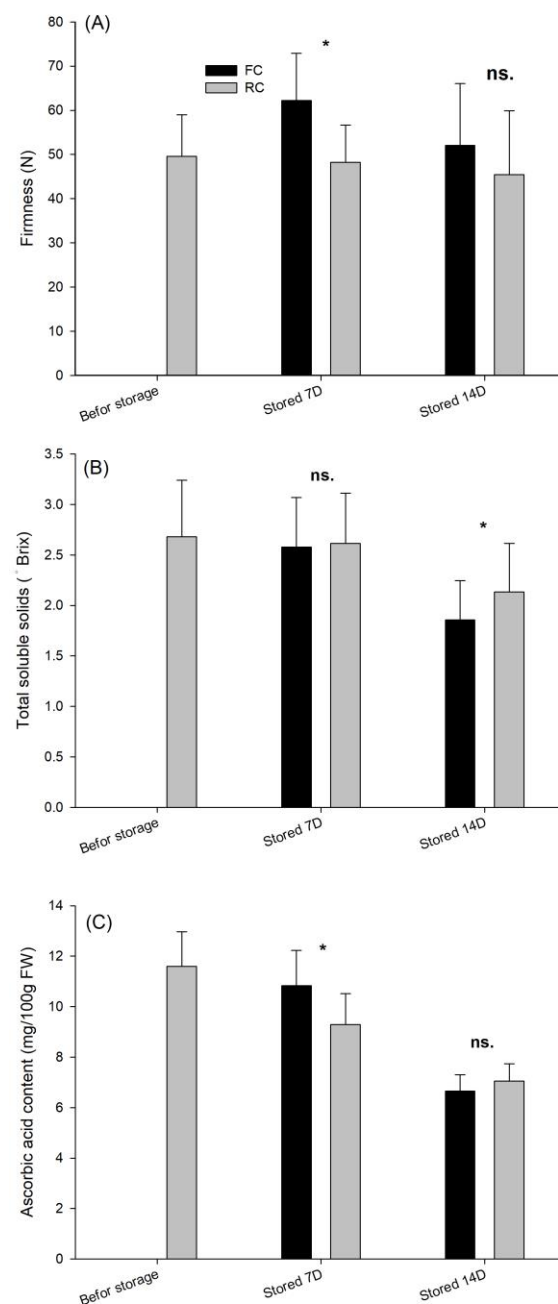 (A)
80
70
60
50
40
30
20
10
0
Firmness (N)
FC
RC
*
ns.
Befor storage
Stored 7D
Stored 14D
(B)
3.5
3.0
2.5
2.0
1.5
1.0
0.5
0.0
Total soluble solids (° Brix)
ns.
*
Befor storage
Stored 7D
Stored 14D
(C)
14
12
10
8
6
4
2
0
Ascorbic acid content (mg/100g FW)
*
ns.
Befor storage
Stored 7D
Stored 14D